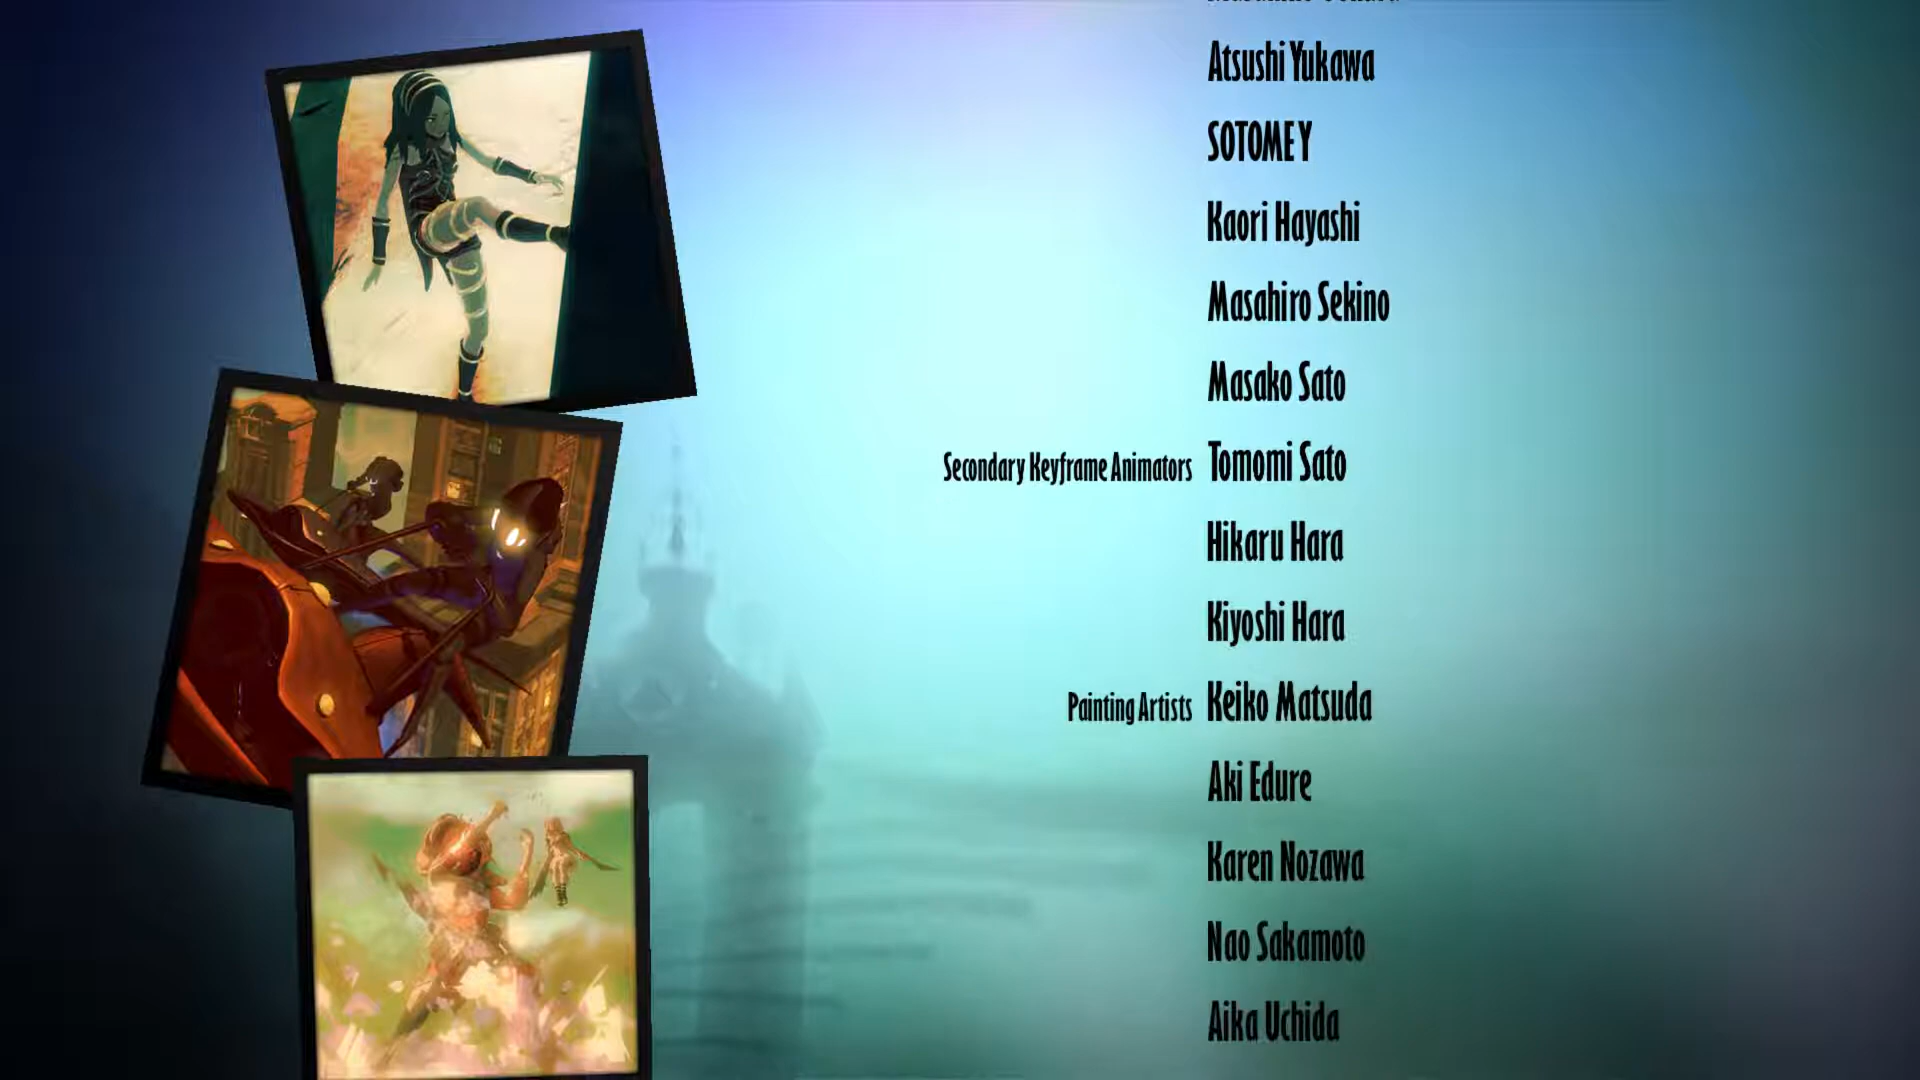 Atsushi Yukawa
SOTOMEY
Kaori Hayashi
Masahiro Sekino
Masako Sato
Secondary Keyframe Animators Tomomi Sato
Hikaru Hara
Kiyoshi Hara
Painting Artists Keiko Matsuda
Aki Edure
Karen Nozawa
Nao Sakamoto
Aika Uchida